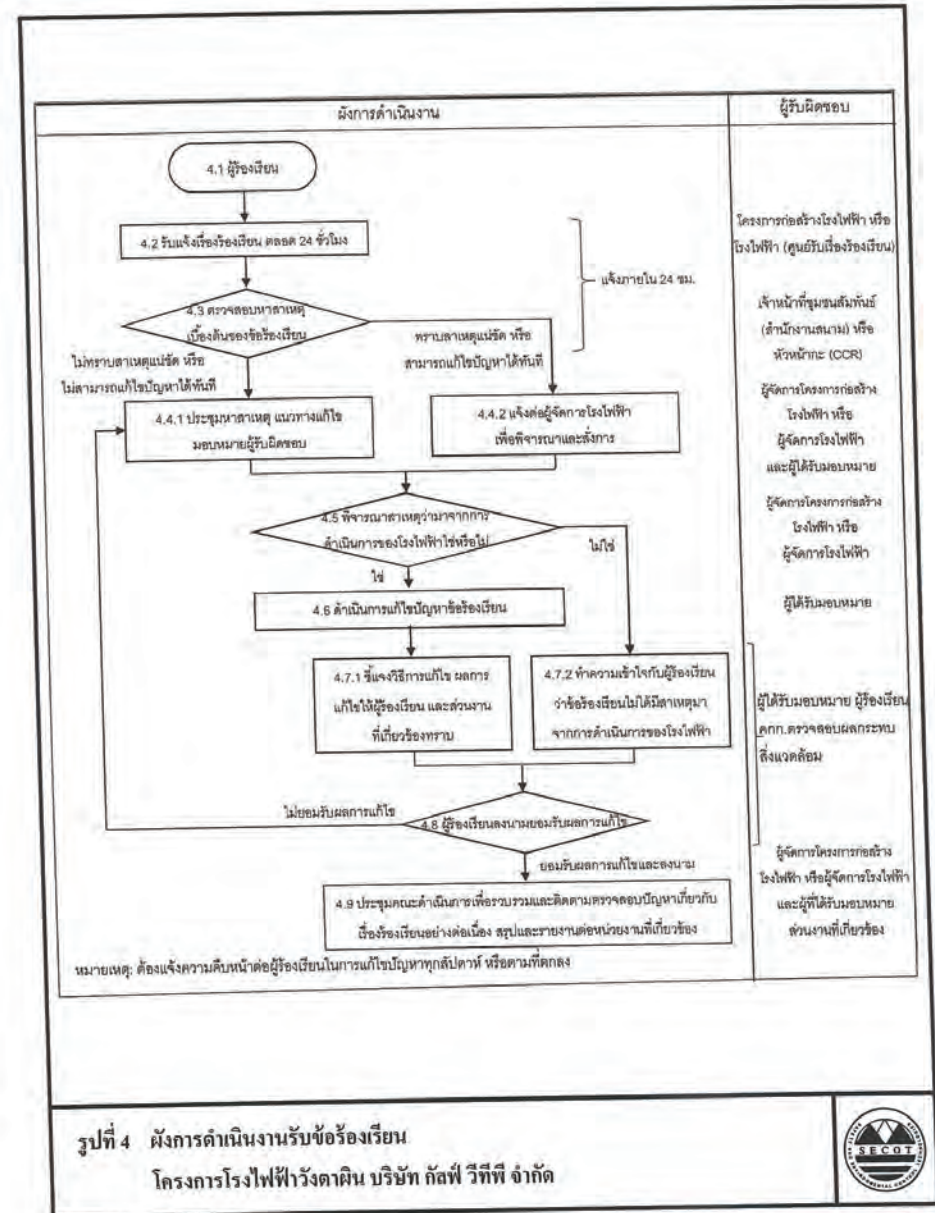 ผังการดำเนินงาน
ผู้รับผิดชอบ
4.1 ผู้ร้องเรียน
4.2 รับแจ้งเรื่องร้องเรียน ตลอด 24 ชั่วโมง
โครงการก่อสร้างโรงไฟฟ้า หรือ
โรงไฟฟ้า (ศูนย์รับเรื่องร้องเรียน)
แจ้งภายใน 24 ชม.
4.3 ตรวจสอบหาสาเหตุ
เบื้องต้นของข้อร้องเรียน
เจ้าหน้าที่ชุมชนสัมพันธ์
(สำนักงานสนาม) หรือ
หัวหน้ากะ (CCR)
ไม่ทราบสาเหตุแน่ชัด หรือ
ไม่สามารถแก้ไขปัญหาได้ทันที
ทราบสาเหตุแน่ชัด หรือ
สามารถแก้ไขปัญหาได้ทันที
4.4.1 ประชุมหาสาเหตุ แนวทางแก้ไข
มอบหมายผู้รับผิดชอบ
4.4.2 แจ้งต่อผู้จัดการโรงไฟฟ้า
เพื่อพิจารณาและสั่งการ
ผู้จัดการโครงการก่อสร้าง
โรงไฟฟ้า หรือ
ผู้จัดการโรงไฟฟ้า
และผู้ได้รับมอบหมาย
4.5 พิจารณาสาเหตุว่ามาจากการ
ดำเนินการของโรงไฟฟ้าใช่หรือไม่
ไม่ใช่
ใช่
ผู้จัดการโครงการก่อสร้าง
โรงไฟฟ้า หรือ
ผู้จัดการโรงไฟฟ้า
4.6 ดำเนินการแก้ไขปัญหาข้อร้องเรียน
ผู้ได้รับมอบหมาย
4.7.1 ชี้แจงวิธีการแก้ไข ผลการ
แก้ไขให้ผู้ร้องเรียน และส่วนงาน
ที่เกี่ยวข้องทราบ
4.7.2 ทำความเข้าใจกับผู้ร้องเรียน
ว่าข้อร้องเรียนไม่ได้มีสาเหตุมา
จากการดำเนินการของโรงไฟฟ้า
ผู้ได้รับมอบหมาย ผู้ร้องเรียน
คกก.ตรวจสอบผลกระทบ
สิ่งแวดล้อม
ไม่ยอมรับผลการแก้ไข
4.8 ผู้ร้องเรียนลงนามยอมรับผลการแก้ไข
ยอมรับผลการแก้ไขและลงนาม
4.9 ประชุมคณะดำเนินการเพื่อรวบรวมและติดตามตรวจสอบปัญหาเกี่ยวกับ
เรื่องร้องเรียนอย่างต่อเนื่อง สรุปและรายงานต่อหน่วยงานที่เกี่ยวข้อง
ผู้จัดการโครงการก่อสร้าง
โรงไฟฟ้า หรือผู้จัดการโรงไฟฟ้า
และผู้ที่ได้รับมอบหมาย
ส่วนงานที่เกี่ยวข้อง
หมายเหตุ: ต้องแจ้งความคืบหน้าต่อผู้ร้องเรียนในการแก้ไขปัญหาทุกสัปดาห์ หรือตามที่ตกลง
รูปที่ 4 ผังการดำเนินงานรับข้อร้องเรียน
โครงการโรงไฟฟ้าวังตาผิน บริษัท กัลฟ์ วีทีพี จำกัด
SECOT